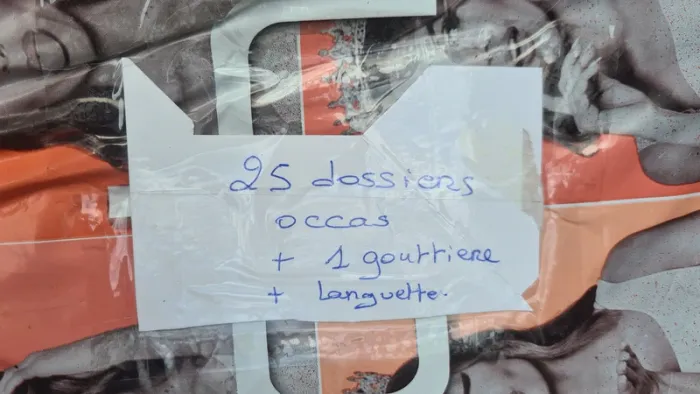 25 dossiers
occas
+ 1 gouttiere
+ languette.